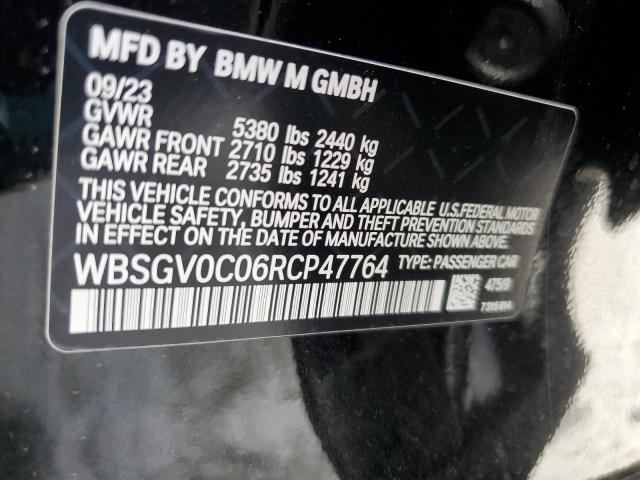 MFD BY BMW M GMBH
09/23
GVWR 5380 lbs 2440 kg
GAWR FRONT 2710 lbs 1229 kg
GAWR REAR 2735 lbs 1241 kg
THIS VEHICLE CONFORMS TO ALL APPLICABLE U.S.FEDERAL MOTOR
VEHICLE SAFETY, BUMPER AND THEFT PREVENTION STANDARDS
IN EFFECT ON THE DATE OF MANUFACTURE SHOWN ABOVE.
WBSGV0C06RCP47764 TYPE: PASSENGER CAR